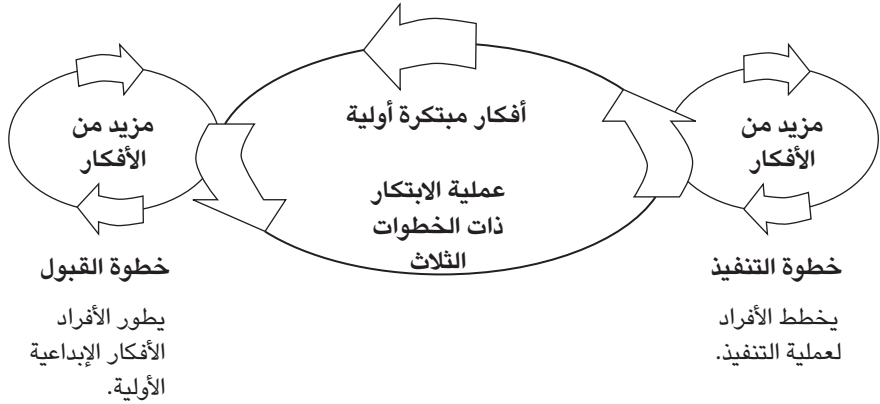 أفكار مبتكرة أولية
عملية الابتكار
ذات الخطوات
الثلاث
مزيد من
الأفكار
خطوة التنفيذ
يخطط الأفراد
لعملية التنفيذ.
مزيد من
الأفكار
خطوة القبول
يطور الأفراد
الأفكار الإبداعية
الأولية.